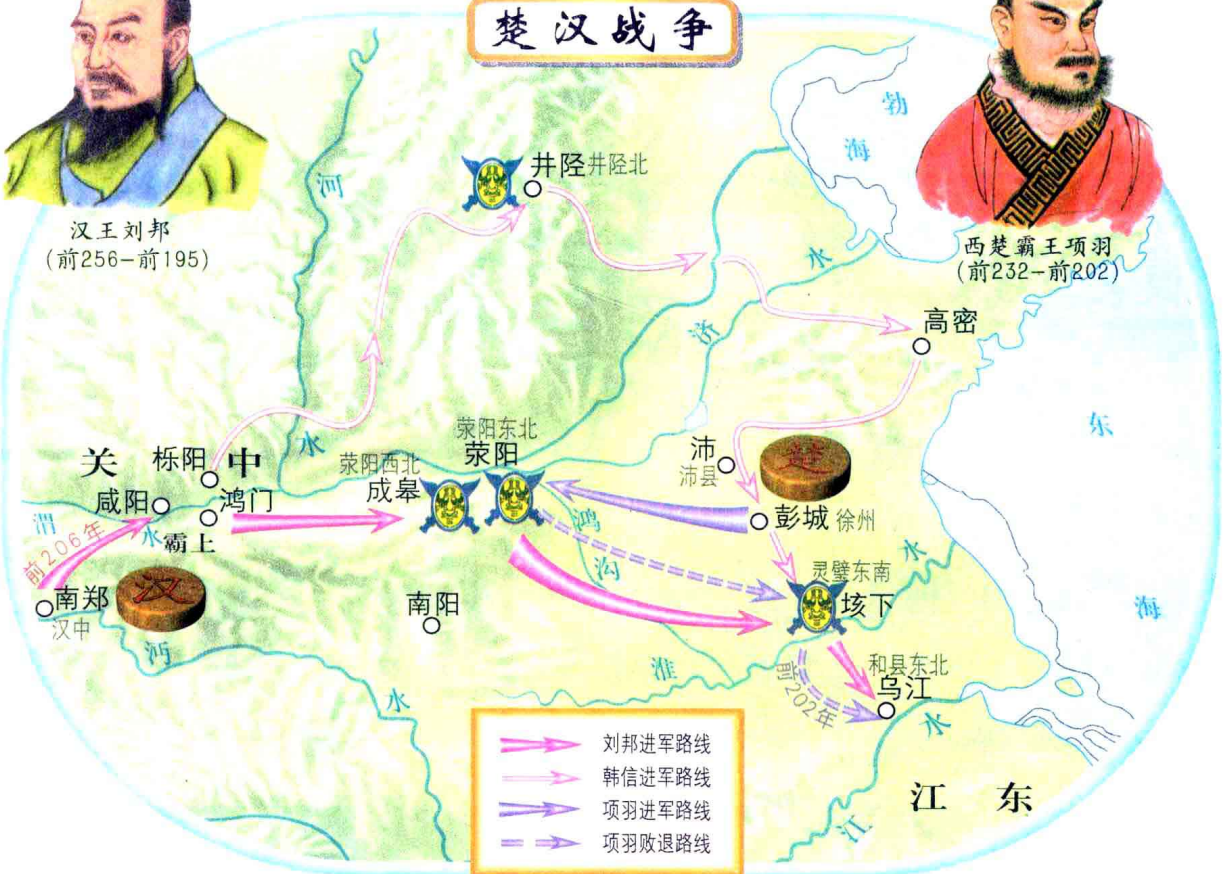 楚汉战争
汉王刘邦
(前256-前195)
西楚霸王项羽
(前232-前202)
勃
海
河
水
井陉 井陉北
济
水
高密
东
海
关中
栎阳
咸阳
鸿门
霸上
渭
水
前206年
南郑
汉中
汉
沔
水
荥阳西北
成皋
荥阳东北
荥阳
南阳
鸿
沟
沛
沛县
楚
彭城 徐州
灵璧东南
垓下
淮
水
前202年
和县东北
乌江
江
水
江东
刘邦进军路线
韩信进军路线
项羽进军路线
项羽败退路线